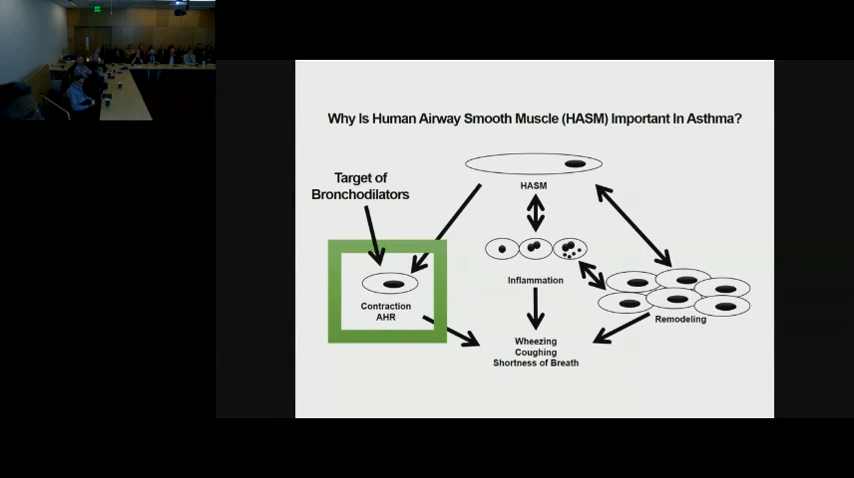 Why Is Human Airway Smooth Muscle (HASM) Important In Asthma?
Target of
Bronchodilators
HASM
Contraction
AHR
Inflammation
Remodeling
Wheezing
Coughing
Shortness of Breath